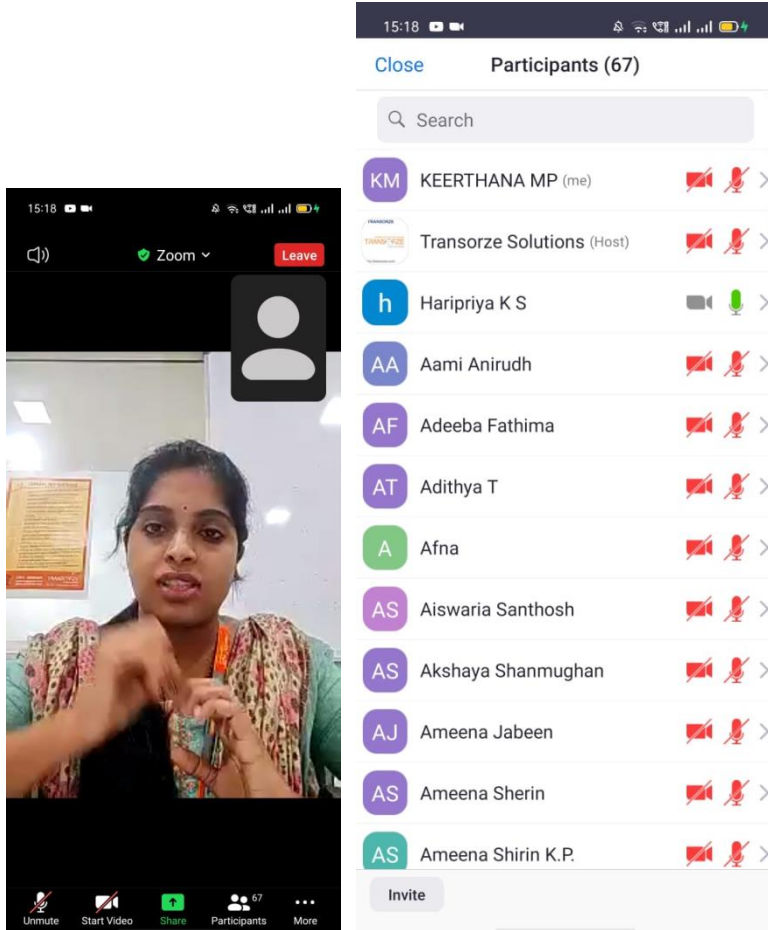 15:18
Zoom
Leave
Unmute
Start Video
Share
Participants
67
More
15:18
Close
Participants (67)
Search
KM
KEERTHANA MP (me)
Transorze Solutions (Host)
h
Haripriya K S
AA
Aami Anirudh
AF
Adeeba Fathima
AT
Adithya T
A
Afna
AS
Aiswaria Santhosh
AS
Akshaya Shanmughan
AJ
Ameena Jabeen
AS
Ameena Sherin
AS
Ameena Shirin K.P.
Invite